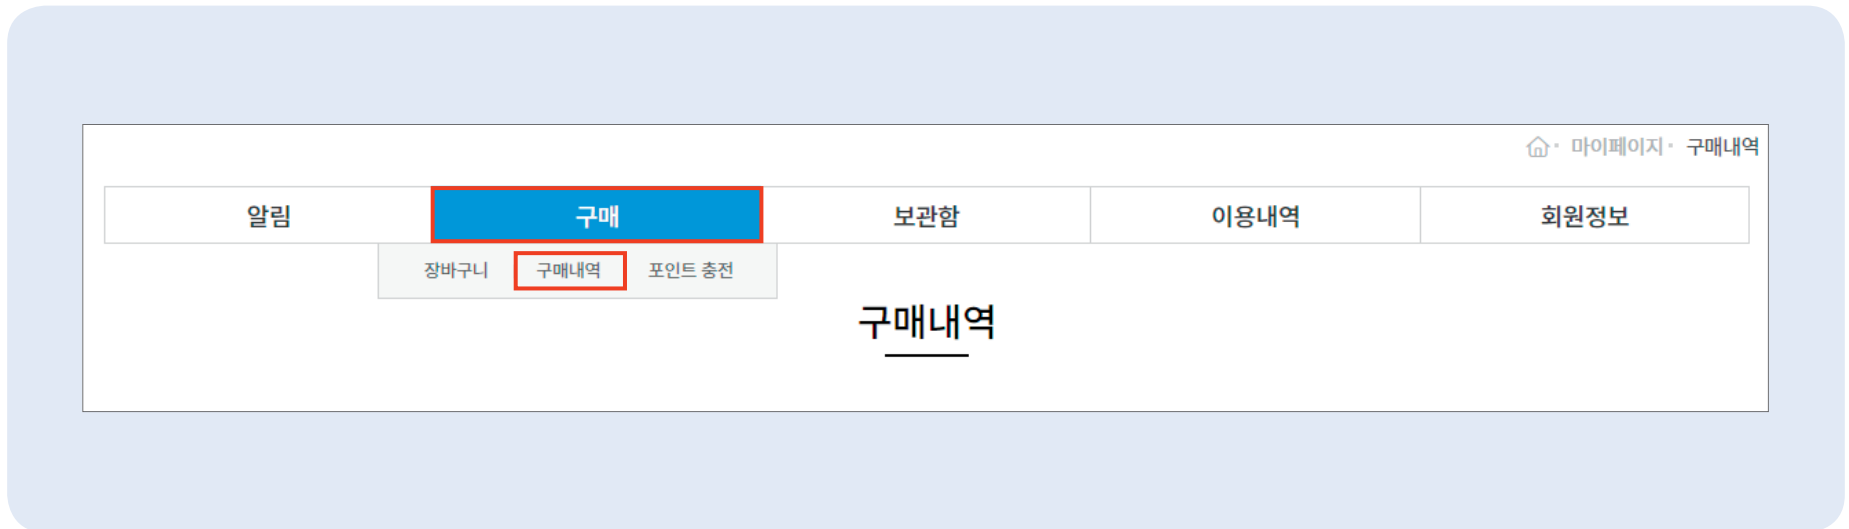 마이페이지 · 구매내역
알림 구매 보관함 이용내역 회원정보
장바구니 구매내역 포인트 충전
구매내역